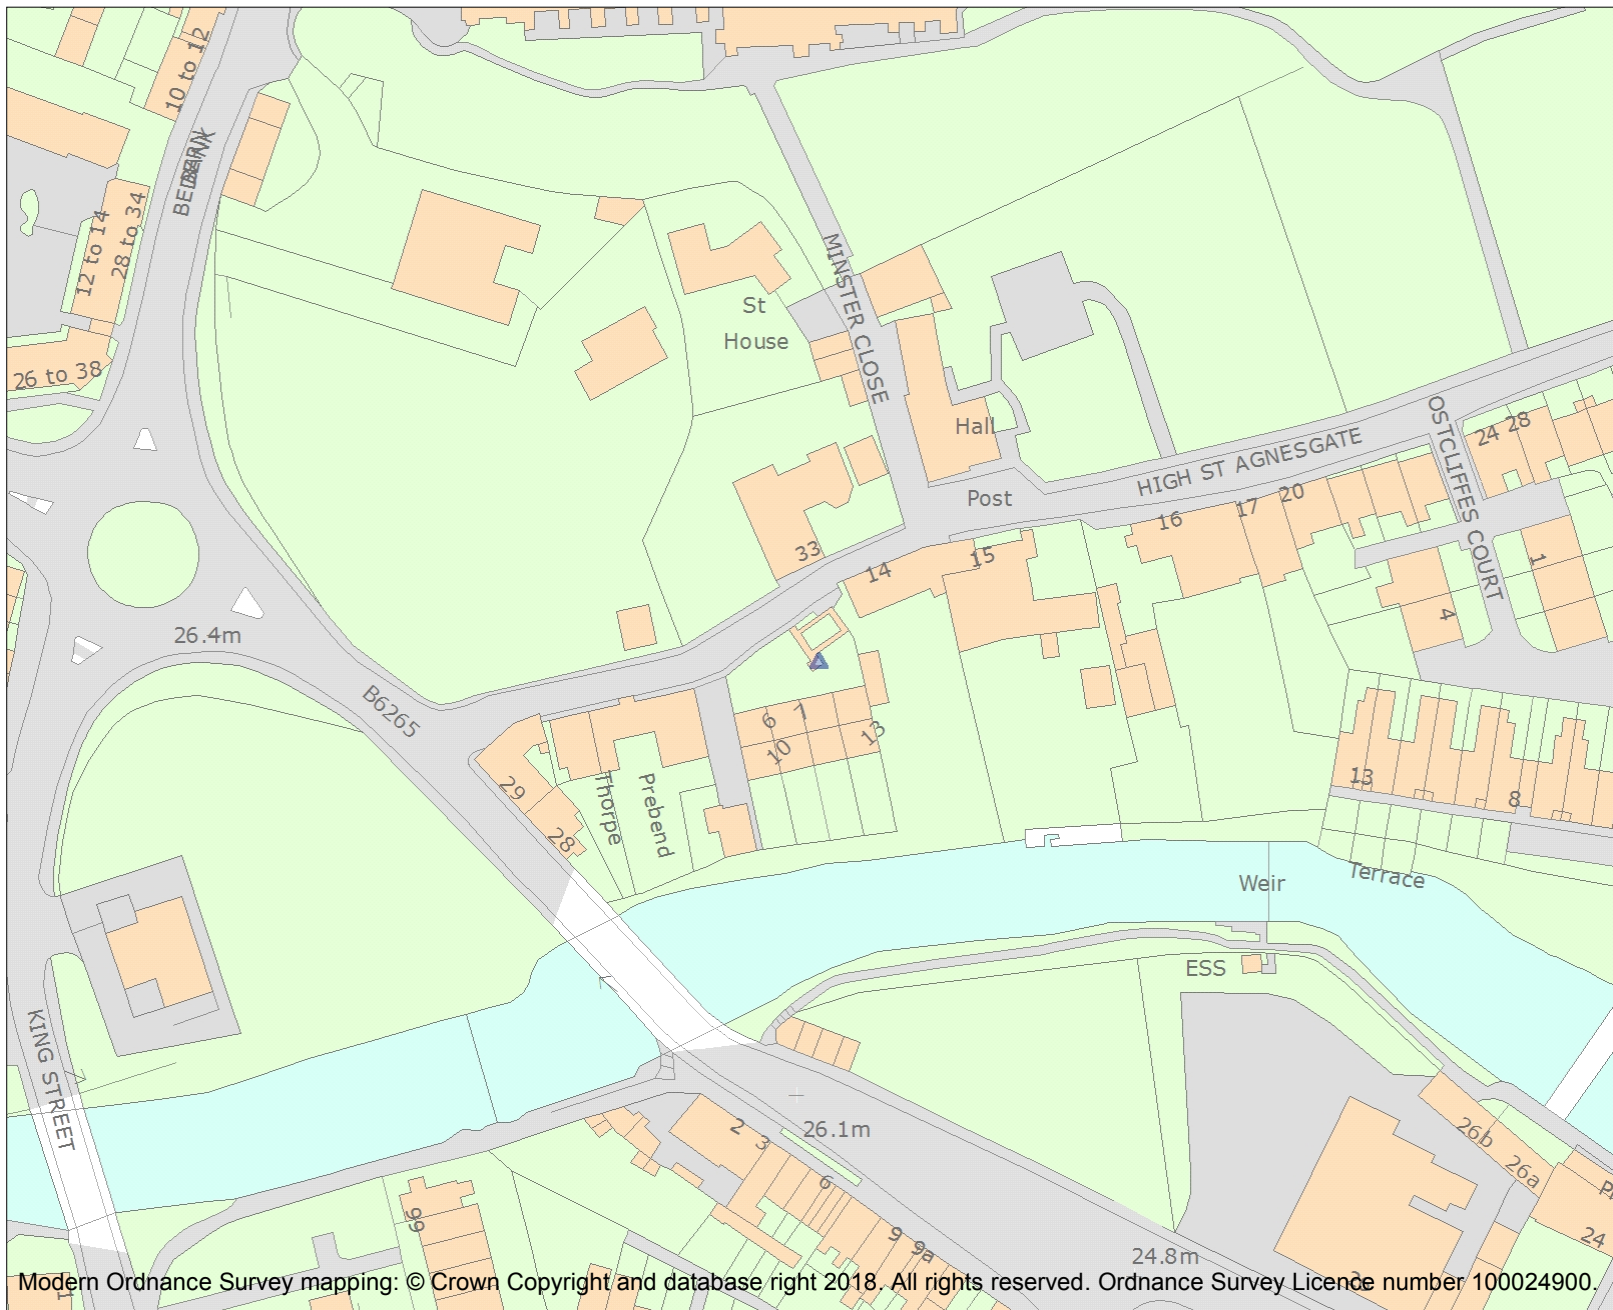 10 to 12
BEDERN
BANK
12 to 14
28 to 34
26 to 38
St
House
MINSTER CLOSE
Hall
Post
HIGH ST AGNESGATE
OSTCLIFFES COURT
24
28
16
17
20
33
14
15
1
4
26.4m
B6265
6
7
10
13
29
28
Thorpe
Prebend
13
8
Weir
Terrace
ESS
KING STREET
26.1m
2
3
6
9
9a
99
26b
26a
24
24.8m
1
Modern Ordnance Survey mapping: © Crown Copyright and database right 2018. All rights reserved. Ordnance Survey Licence number 100024900.